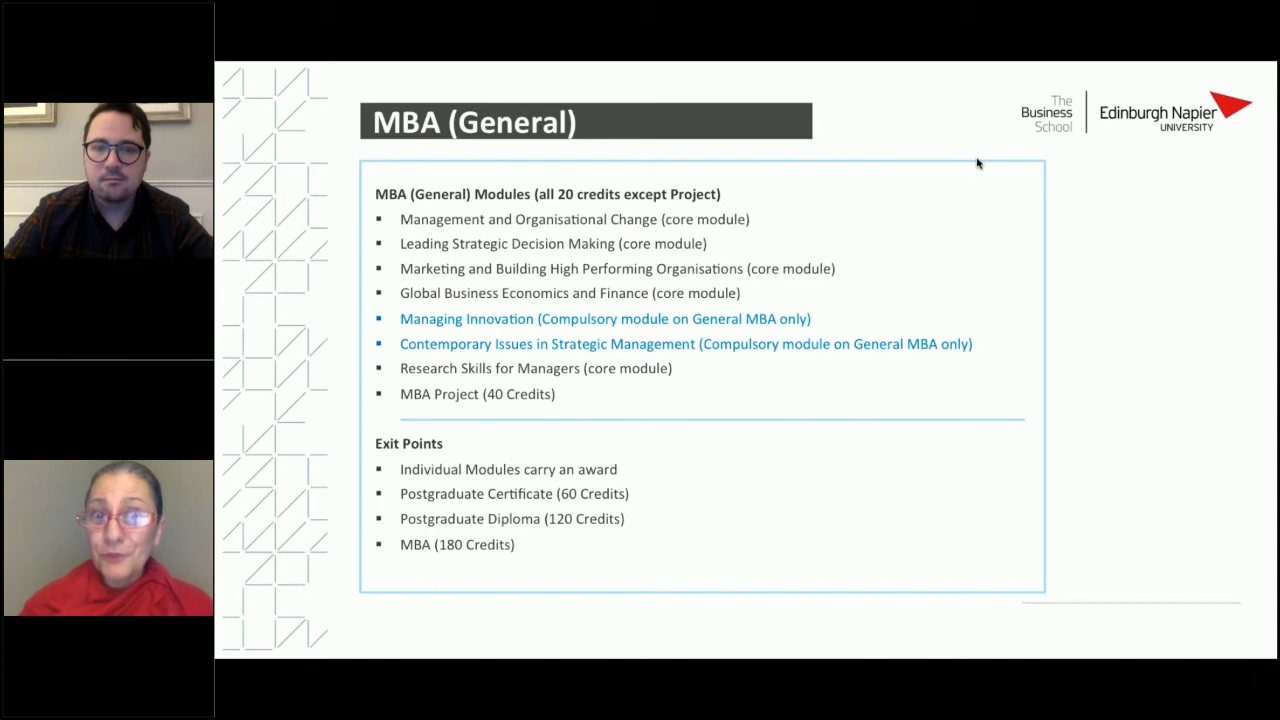 MBA (General)
The
Business
School
Edinburgh Napier
UNIVERSITY
MBA (General) Modules (all 20 credits except Project)
▪ Management and Organisational Change (core module)
▪ Leading Strategic Decision Making (core module)
▪ Marketing and Building High Performing Organisations (core module)
▪ Global Business Economics and Finance (core module)
▪ Managing Innovation (Compulsory module on General MBA only)
▪ Contemporary Issues in Strategic Management (Compulsory module on General MBA only)
▪ Research Skills for Managers (core module)
▪ MBA Project (40 Credits)
Exit Points
▪ Individual Modules carry an award
▪ Postgraduate Certificate (60 Credits)
▪ Postgraduate Diploma (120 Credits)
▪ MBA (180 Credits)